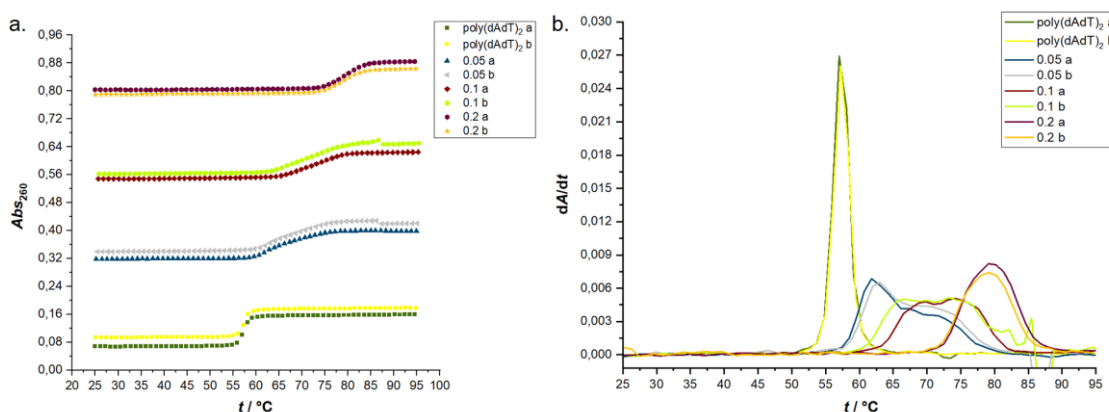 a.
Abs260
0,96
0,88
0,80
0,72
0,64
0,56
0,48
0,40
0,32
0,24
0,16
0,08
0,00
20 25 30 35 40 45 50 55 60 65 70 75 80 85 90 95 100
t / °C
poly(dAdT)2 a
poly(dAdT)2 b
0.05 a
0.05 b
0.1 a
0.1 b
0.2 a
0.2 b
b.
dA/dt
0,030
0,027
0,024
0,021
0,018
0,015
0,012
0,009
0,006
0,003
0,000
25 30 35 40 45 50 55 60 65 70 75 80 85 90 95
t / °C
poly(dAdT)2 a
poly(dAdT)2 b
0.05 a
0.05 b
0.1 a
0.1 b
0.2 a
0.2 b